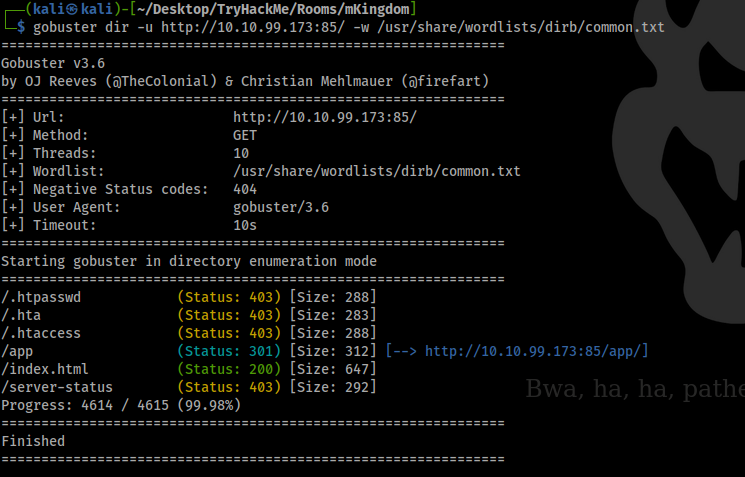 ┌──(kali㉿kali)-[~/Desktop/TryHackMe/Rooms/mKingdom]
└─$ gobuster dir -u http://10.10.99.173:85/ -w /usr/share/wordlists/dirb/common.txt
===============================================================
Gobuster v3.6
by OJ Reeves (@TheColonial) & Christian Mehlmauer (@firefart)
===============================================================
[+] Url:                     http://10.10.99.173:85/
[+] Method:                  GET
[+] Threads:                 10
[+] Wordlist:                /usr/share/wordlists/dirb/common.txt
[+] Negative Status codes:   404
[+] User Agent:              gobuster/3.6
[+] Timeout:                 10s
===============================================================
Starting gobuster in directory enumeration mode
===============================================================
/.htpasswd            (Status: 403) [Size: 288]
/.hta                 (Status: 403) [Size: 283]
/.htaccess            (Status: 403) [Size: 288]
/app                  (Status: 301) [Size: 312] [--> http://10.10.99.173:85/app/]
/index.html           (Status: 200) [Size: 647]
/server-status        (Status: 403) [Size: 292]
Bwa, ha, ha, pathe
Progress: 4614 / 4615 (99.98%)
===============================================================
Finished
===============================================================